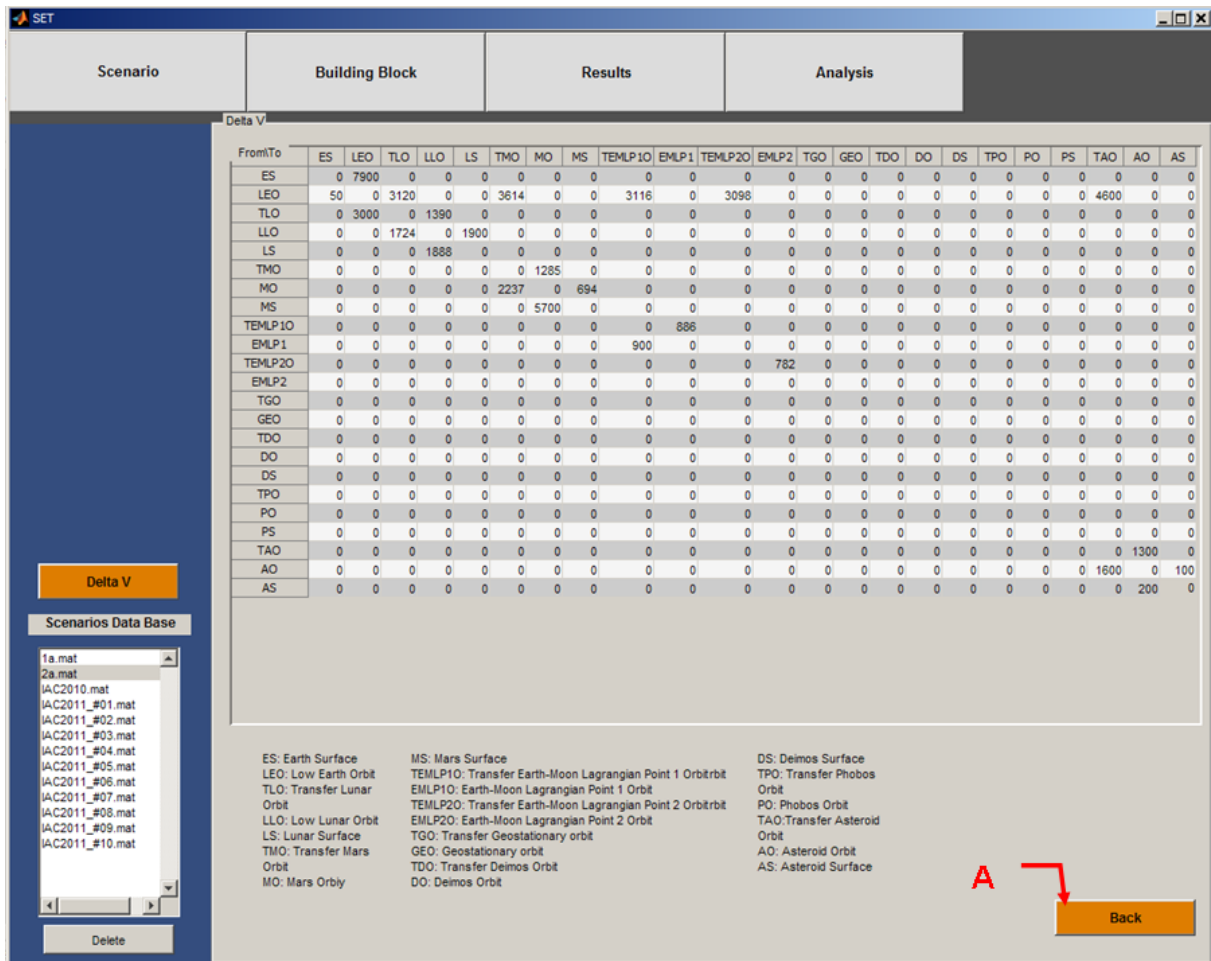 SET
Scenario Building Block Results Analysis
Delta V
From\To ES LEO TLO LLO LS TMO MO MS TEMLP1O EMLP1 TEMLP2O EMLP2 TGO GEO TDO DO DS TPO PO PS TAO AO AS
ES 0 7900 0 0 0 0 0 0 0 0 0 0 0 0 0 0 0 0 0 0 0 0 0
LEO 50 0 3120 0 0 3614 0 0 3116 0 3098 0 0 0 0 0 0 0 0 0 4600 0 0
TLO 0 3000 0 1390 0 0 0 0 0 0 0 0 0 0 0 0 0 0 0 0 0 0 0
LLO 0 0 1724 0 1900 0 0 0 0 0 0 0 0 0 0 0 0 0 0 0 0 0 0
LS 0 0 0 1888 0 0 0 0 0 0 0 0 0 0 0 0 0 0 0 0 0 0 0
TMO 0 0 0 0 0 0 1285 0 0 0 0 0 0 0 0 0 0 0 0 0 0 0 0
MO 0 0 0 0 0 2237 0 694 0 0 0 0 0 0 0 0 0 0 0 0 0 0 0
MS 0 0 0 0 0 0 5700 0 0 0 0 0 0 0 0 0 0 0 0 0 0 0 0
TEMLP1O 0 0 0 0 0 0 0 0 0 886 0 0 0 0 0 0 0 0 0 0 0 0 0
EMLP1 0 0 0 0 0 0 0 0 900 0 0 0 0 0 0 0 0 0 0 0 0 0 0
TEMLP2O 0 0 0 0 0 0 0 0 0 0 0 782 0 0 0 0 0 0 0 0 0 0 0
EMLP2 0 0 0 0 0 0 0 0 0 0 0 0 0 0 0 0 0 0 0 0 0 0 0
TGO 0 0 0 0 0 0 0 0 0 0 0 0 0 0 0 0 0 0 0 0 0 0 0
GEO 0 0 0 0 0 0 0 0 0 0 0 0 0 0 0 0 0 0 0 0 0 0 0
TDO 0 0 0 0 0 0 0 0 0 0 0 0 0 0 0 0 0 0 0 0 0 0 0
DO 0 0 0 0 0 0 0 0 0 0 0 0 0 0 0 0 0 0 0 0 0 0 0
DS 0 0 0 0 0 0 0 0 0 0 0 0 0 0 0 0 0 0 0 0 0 0 0
TPO 0 0 0 0 0 0 0 0 0 0 0 0 0 0 0 0 0 0 0 0 0 0 0
PO 0 0 0 0 0 0 0 0 0 0 0 0 0 0 0 0 0 0 0 0 0 0 0
PS 0 0 0 0 0 0 0 0 0 0 0 0 0 0 0 0 0 0 0 0 0 0 0
TAO 0 0 0 0 0 0 0 0 0 0 0 0 0 0 0 0 0 0 0 0 0 1300 0
AO 0 0 0 0 0 0 0 0 0 0 0 0 0 0 0 0 0 0 0 0 1600 0 100
AS 0 0 0 0 0 0 0 0 0 0 0 0 0 0 0 0 0 0 0 0 0 200 0
Delta V
Scenarios Data Base
1a.mat
2a.mat
IAC2010.mat
IAC2011_#01.mat
IAC2011_#02.mat
IAC2011_#03.mat
IAC2011_#04.mat
IAC2011_#05.mat
IAC2011_#06.mat
IAC2011_#07.mat
IAC2011_#08.mat
IAC2011_#09.mat
IAC2011_#10.mat
Delete
ES: Earth Surface
LEO: Low Earth Orbit
TLO: Transfer Lunar
Orbit
LLO: Low Lunar Orbit
LS: Lunar Surface
TMO: Transfer Mars
Orbit
MO: Mars Orbiy
MS: Mars Surface
TEMLP1O: Transfer Earth-Moon Lagrangian Point 1 Orbitrbit
EMLP1O: Earth-Moon Lagrangian Point 1 Orbit
TEMLP2O: Transfer Earth-Moon Lagrangian Point 2 Orbitrbit
EMLP2O: Earth-Moon Lagrangian Point 2 Orbit
TGO: Transfer Geostationary orbit
GEO: Geostationary orbit
TDO: Transfer Deimos Orbit
DO: Deimos Orbit
DS: Deimos Surface
TPO: Transfer Phobos
Orbit
PO: Phobos Orbit
TAO:Transfer Asteroid
Orbit
AO: Asteroid Orbit
AS: Asteroid Surface
A
Back